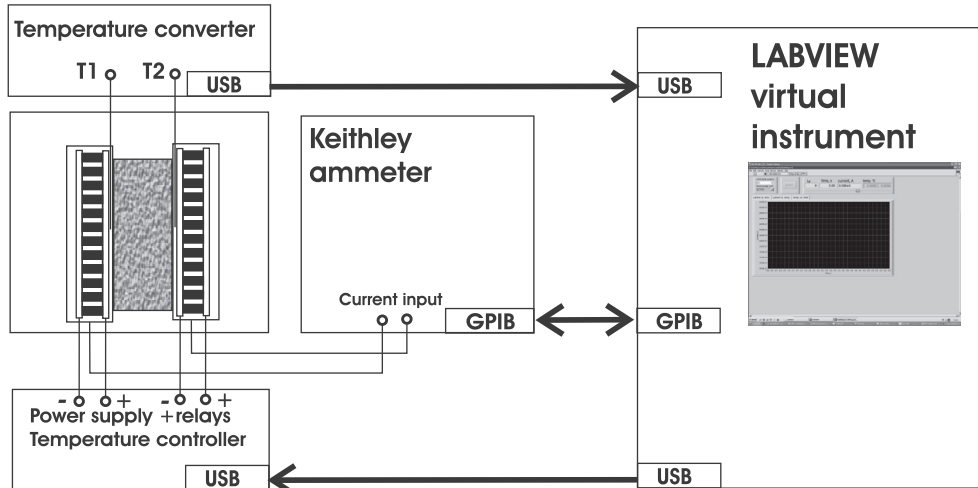 Temperature converter
T1 T2
USB
Keithley
ammeter
Current input
GPIB
- + - +
Power supply +relays
Temperature controller
USB
LABVIEW
virtual
instrument
USB
GPIB
USB